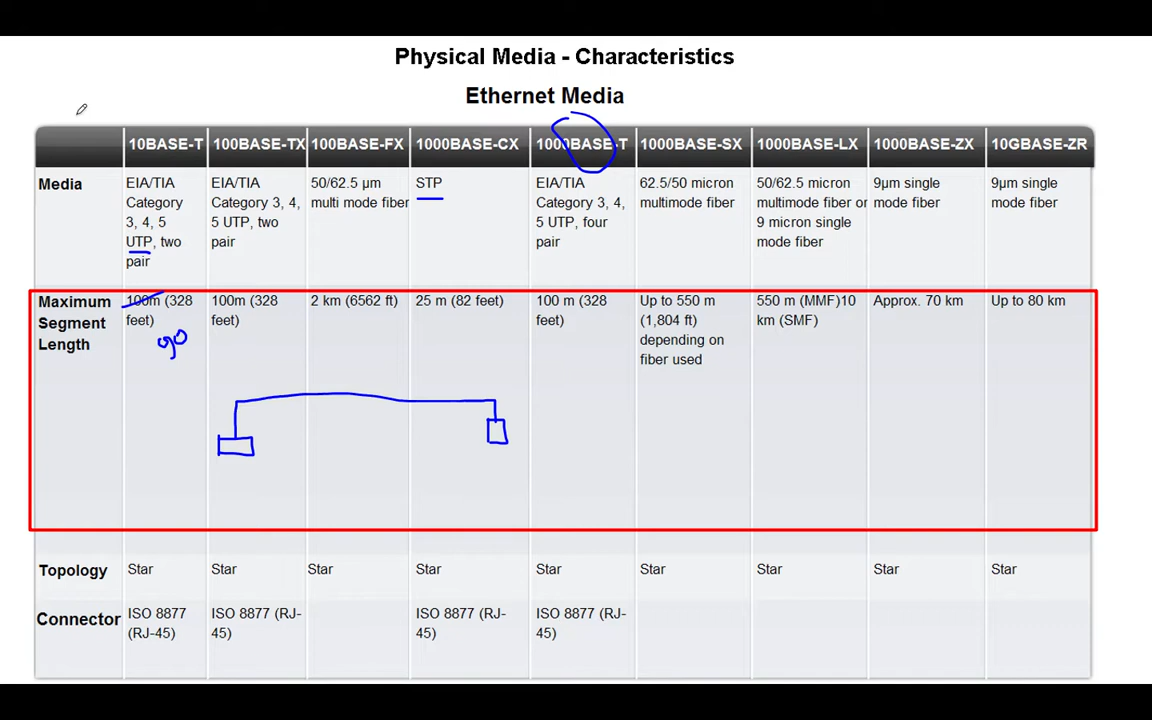 Physical Media - Characteristics
Ethernet Media
10BASE-T 100BASE-TX 100BASE-FX 1000BASE-CX 1000BASE-T 1000BASE-SX 1000BASE-LX 1000BASE-ZX 10GBASE-ZR
Media EIA/TIA EIA/TIA 50/62.5 µm STP EIA/TIA 62.5/50 micron 50/62.5 micron 9µm single 9µm single
Category Category 3, 4, multi mode fiber Category 3, 4, multimode fiber multimode fiber or mode fiber mode fiber
3, 4, 5 5 UTP, two 5 UTP, four 9 micron single
UTP, two pair pair mode fiber
pair
Maximum 100m (328 100m (328 2 km (6562 ft) 25 m (82 feet) 100 m (328 Up to 550 m 550 m (MMF)10 Approx. 70 km Up to 80 km
Segment feet) feet) feet) (1,804 ft) km (SMF)
Length 90 depending on
fiber used
Topology Star Star Star Star Star Star Star Star Star
Connector ISO 8877 ISO 8877 (RJ- ISO 8877 (RJ- ISO 8877 (RJ-
(RJ-45) 45) 45) 45)